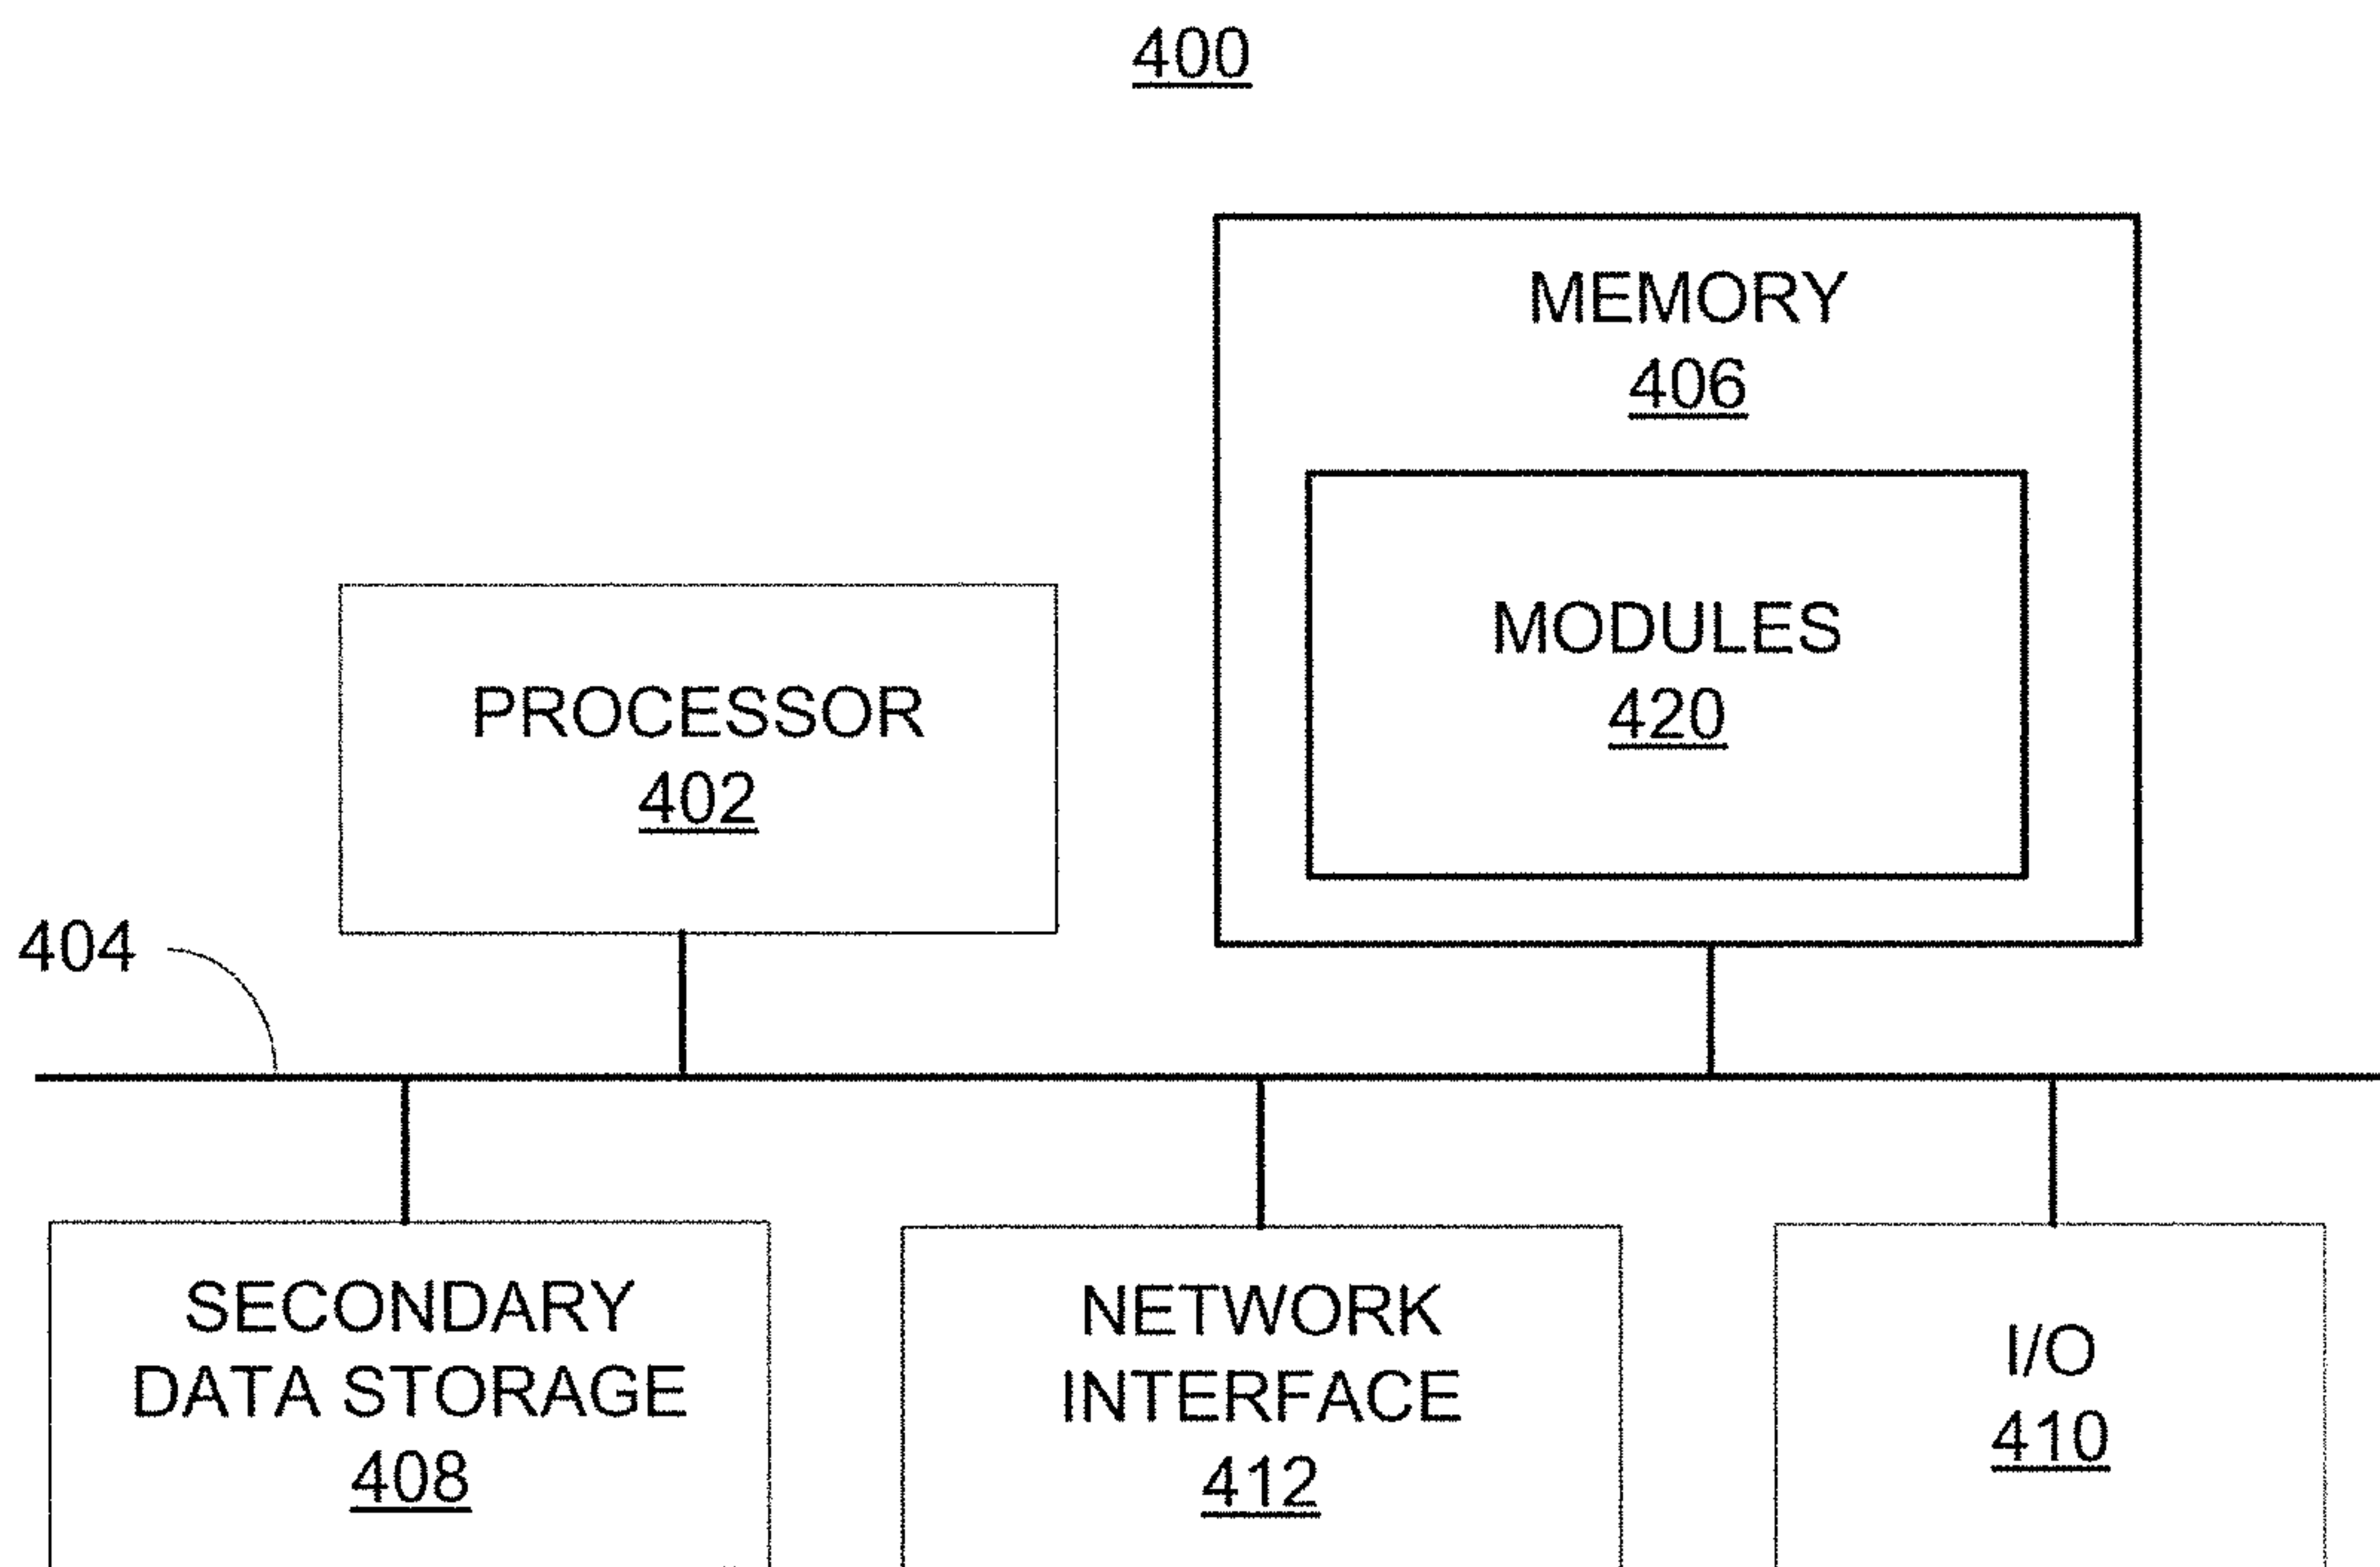 400
MEMORY
406
MODULES
420
PROCESSOR
402
404
SECONDARY
DATA STORAGE
408
NETWORK
INTERFACE
412
I/O
410